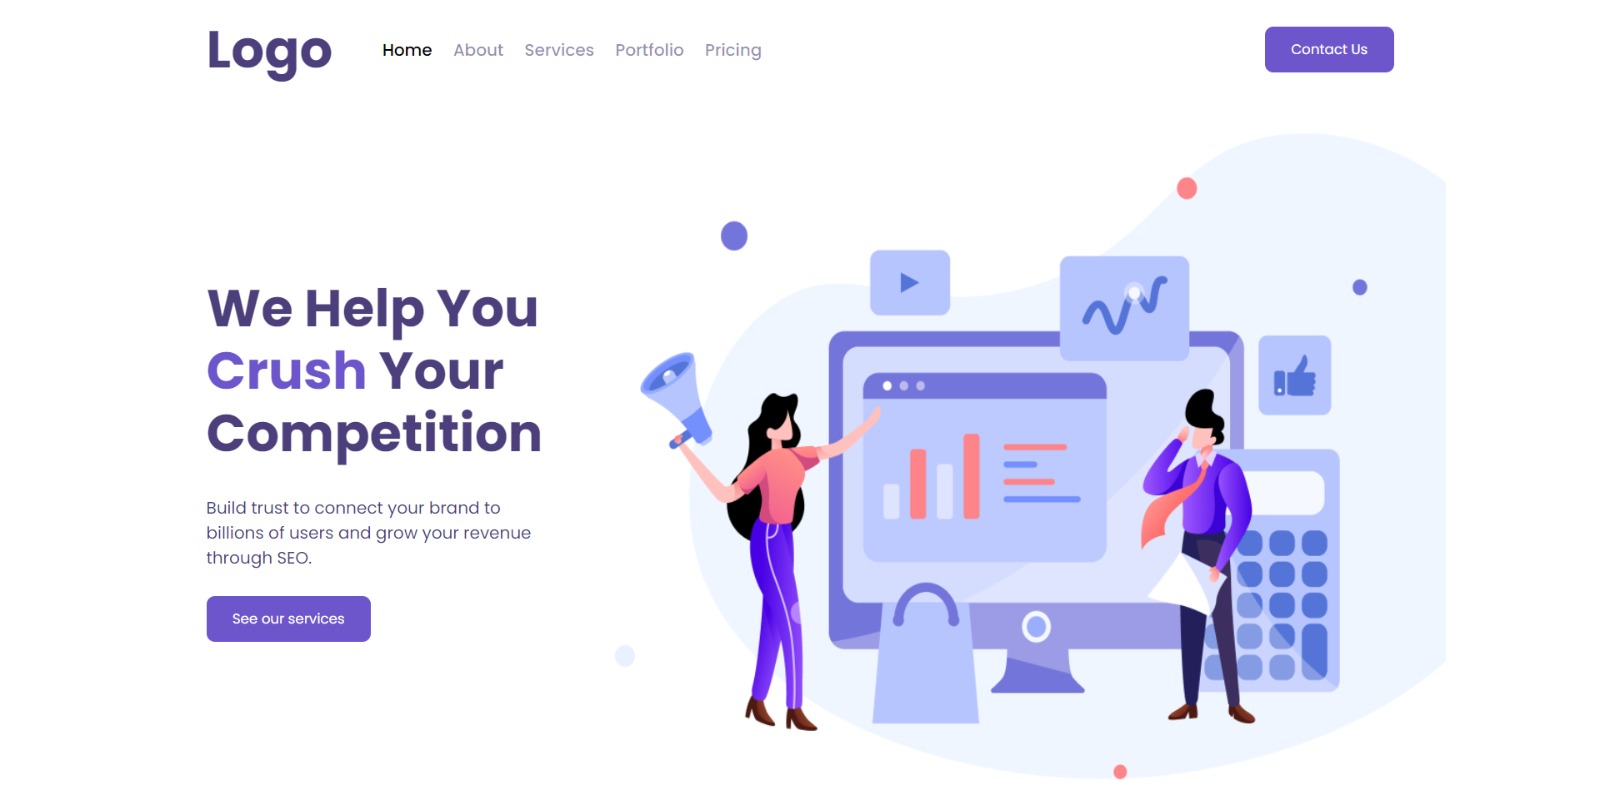 Logo
Home About Services Portfolio Pricing
Contact Us
We Help You
Crush Your
Competition
Build trust to connect your brand to
billions of users and grow your revenue
through SEO.
See our services